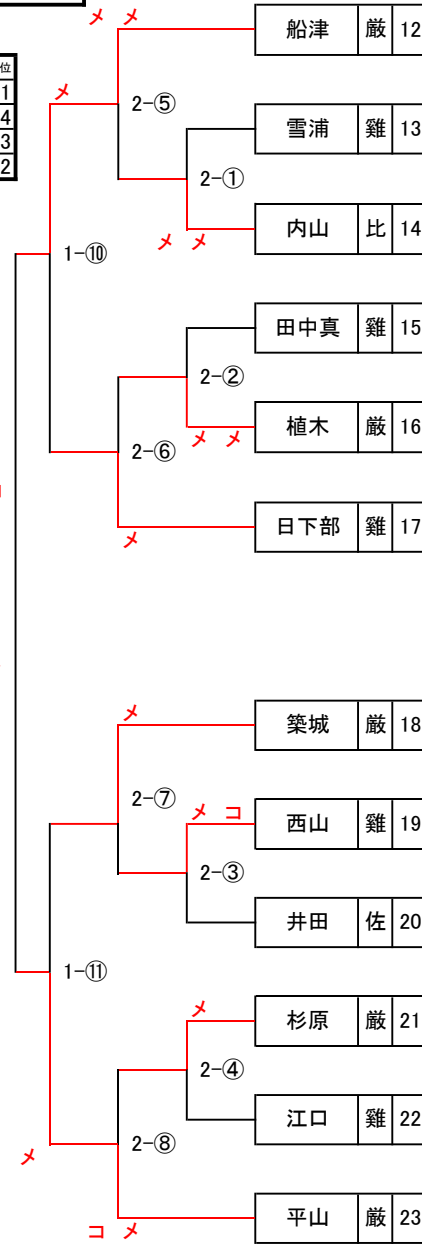 メ メ
船津 厳 12
位
1
4
3
2
メ
2-⑤
雪浦 雞 13
2-①
内山 比 14
メ メ
1-⑩
田中真 雞 15
2-②
植木 厳 16
メ メ
2-⑥
日下部 雞 17
メ
築城 厳 18
メ
2-⑦
メ コ
西山 雞 19
2-③
井田 佐 20
1-⑪
メ
杉原 厳 21
2-④
江口 雞 22
2-⑧
メ
平山 厳 23
コ メ